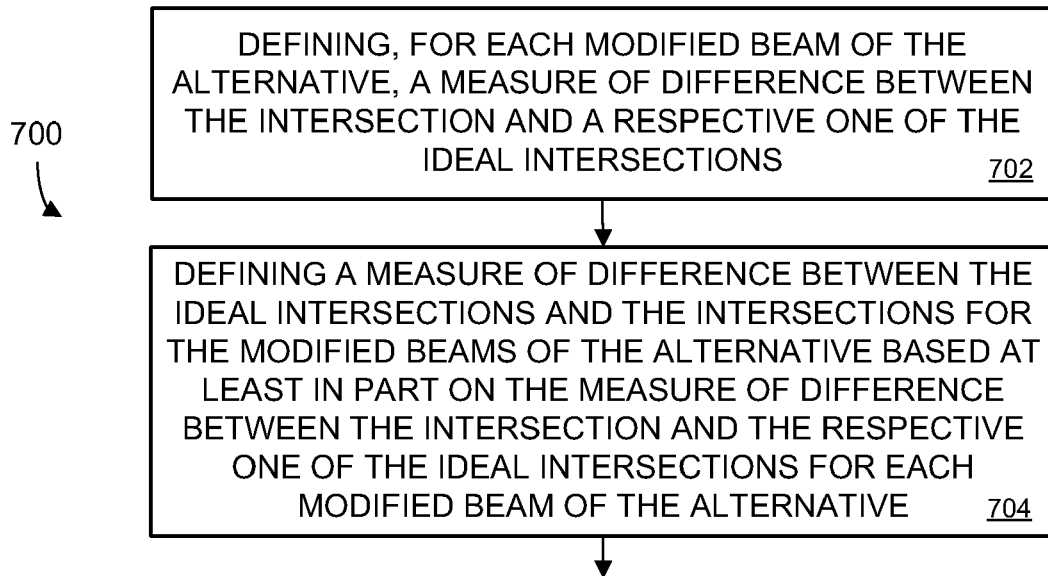 DEFINING, FOR EACH MODIFIED BEAM OF THE
ALTERNATIVE, A MEASURE OF DIFFERENCE BETWEEN
THE INTERSECTION AND A RESPECTIVE ONE OF THE
IDEAL INTERSECTIONS
702
700
DEFINING A MEASURE OF DIFFERENCE BETWEEN THE
IDEAL INTERSECTIONS AND THE INTERSECTIONS FOR
THE MODIFIED BEAMS OF THE ALTERNATIVE BASED AT
LEAST IN PART ON THE MEASURE OF DIFFERENCE
BETWEEN THE INTERSECTION AND THE RESPECTIVE
ONE OF THE IDEAL INTERSECTIONS FOR EACH
MODIFIED BEAM OF THE ALTERNATIVE
704